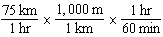 75 km / 1 hr × 1,000 m / 1 km × 1 hr / 60 min